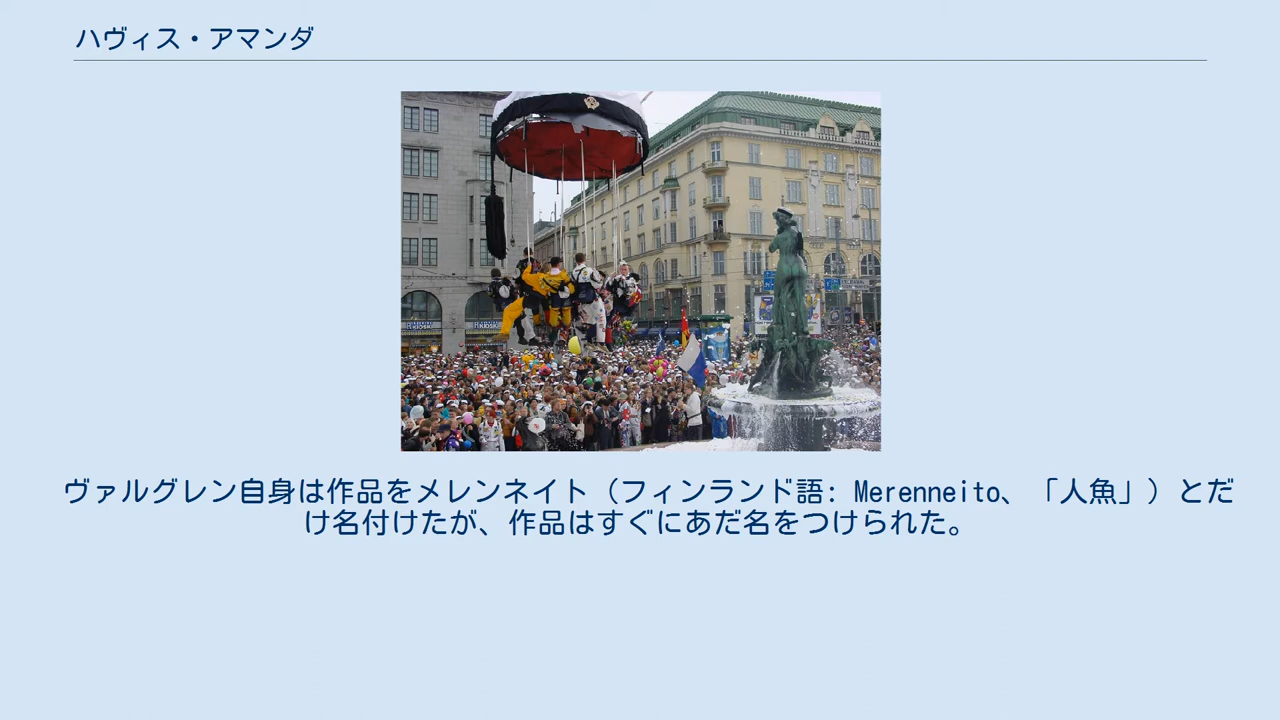 ハヴィス・アマンダ
KIOSKI
KIOSKI
ヴァルグレン自身は作品をメレンネイト（フィンランド語: Merenneito、「人魚」）とだ
け名付けたが、作品はすぐにあだ名をつけられた。